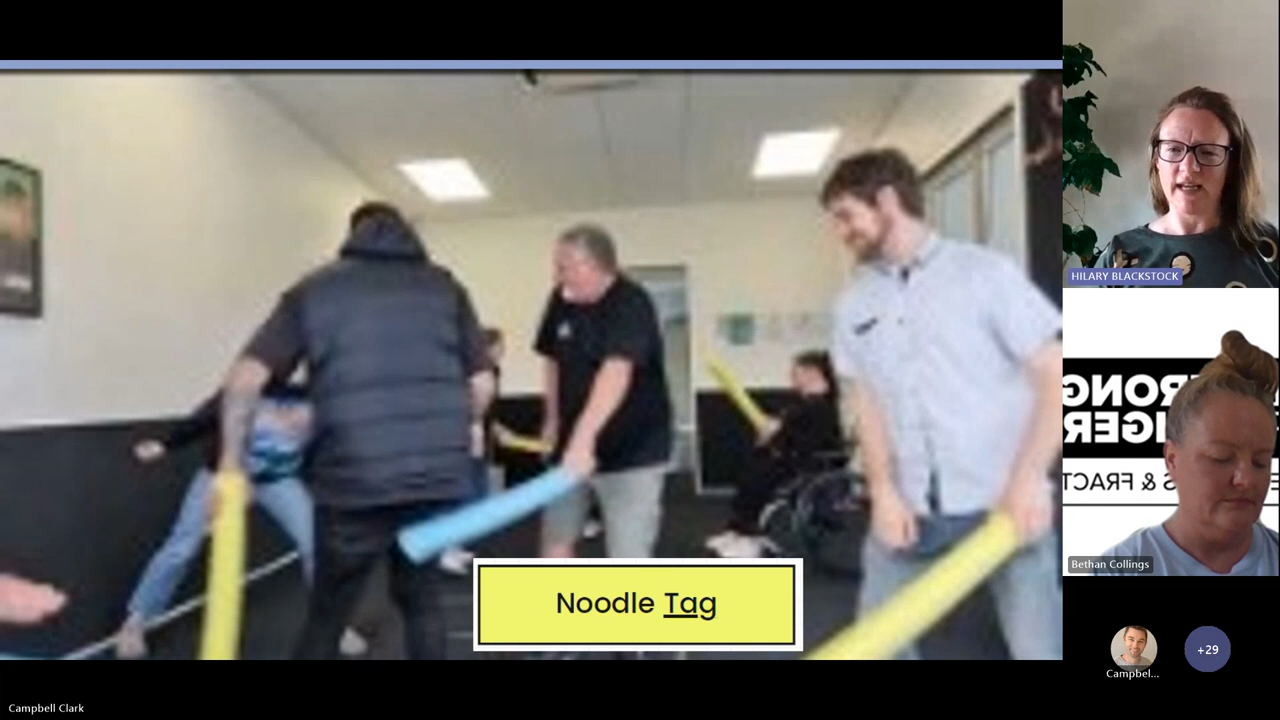 Noodle Tag
Campbell Clark
HILARY BLACKSTOCK
Bethan Collings
Campbel...
+29